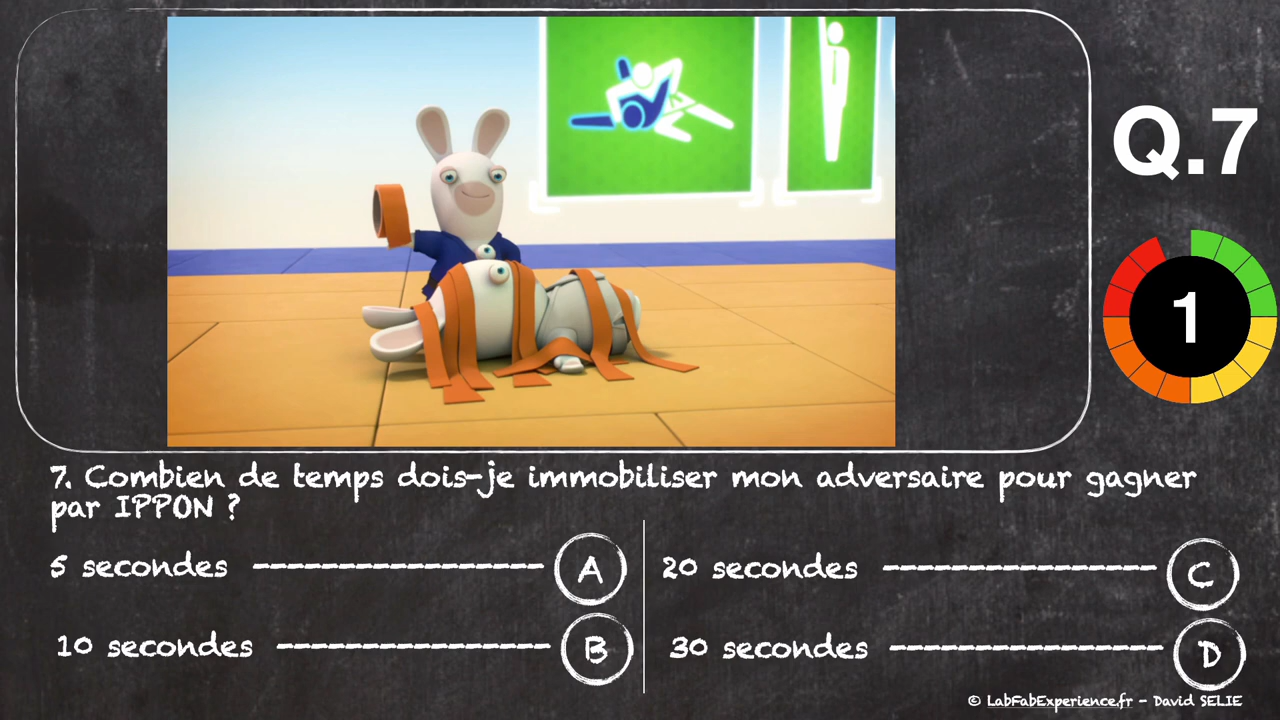 Q.7
1
7. Combien de temps dois-je immobiliser mon adversaire pour gagner
par IPPON ?
5 secondes ---------------- A
20 secondes --------------- C
10 secondes --------------- B
30 secondes --------------- D
© LabFabExperience.fr - David SELIE